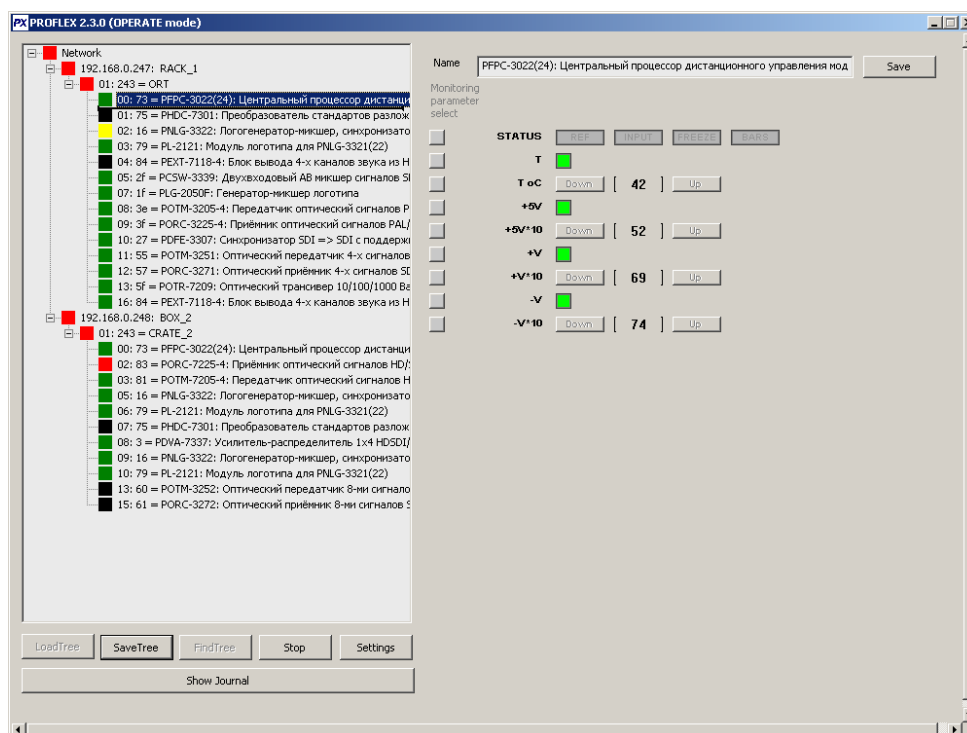 PX PROFLEX 2.3.0 (OPERATE mode)
Network
192.168.0.247: RACK_1
01: 243 = ORT
00: 73 = PFPC-3022(24): Центральный процессор дистанци
01: 75 = PHDC-7301: Преобразователь стандартов разлож
02: 16 = PNLG-3322: Логогенератор-микшер, синхронизато
03: 79 = PL-2121: Модуль логотипа для PNLG-3321(22)
04: 84 = PEXT-7118-4: Блок вывода 4-х каналов звука из H
05: 2f = PCSW-3339: Двухвходовый АВ микшер сигналов SI
07: 1f = PLG-2050F: Генератор-микшер логотипа
08: 3e = POTM-3205-4: Передатчик оптический сигналов P
09: 3f = PORC-3225-4: Приёмник оптический сигналов PAL/
10: 27 = PDFE-3307: Синхронизатор SDI => SDI с поддержк
11: 55 = POTM-3251: Оптический передатчик 4-х сигналов
12: 57 = PORC-3271: Оптический приёмник 4-х сигналов SD
13: 5f = POTR-7209: Оптический трансивер 10/100/1000 Ba
16: 84 = PEXT-7118-4: Блок вывода 4-х каналов звука из H
192.168.0.248: BOX_2
01: 243 = CRATE_2
00: 73 = PFPC-3022(24): Центральный процессор дистанци
02: 83 = PORC-7225-4: Приёмник оптический сигналов HD/
03: 81 = POTM-7205-4: Передатчик оптический сигналов H
05: 16 = PNLG-3322: Логогенератор-микшер, синхронизато
06: 79 = PL-2121: Модуль логотипа для PNLG-3321(22)
07: 75 = PHDC-7301: Преобразователь стандартов разлож
08: 3 = PDVA-7337: Усилитель-распределитель 1x4 HDSDI/
09: 16 = PNLG-3322: Логогенератор-микшер, синхронизато
10: 79 = PL-2121: Модуль логотипа для PNLG-3321(22)
13: 60 = POTM-3252: Оптический передатчик 8-ми сигнало
15: 61 = PORC-3272: Оптический приёмник 8-ми сигналов S
LoadTree SaveTree FindTree Stop Settings
Show Journal
Name PFPC-3022(24): Центральный процессор дистанционного управления мод Save
Monitoring
parameter
select
STATUS REF INPUT FREEZE BARS
T
T oC Down [ 42 ] Up
+5V
+5V*10 Down [ 52 ] Up
+V
+V*10 Down [ 69 ] Up
-V
-V*10 Down [ 74 ] Up